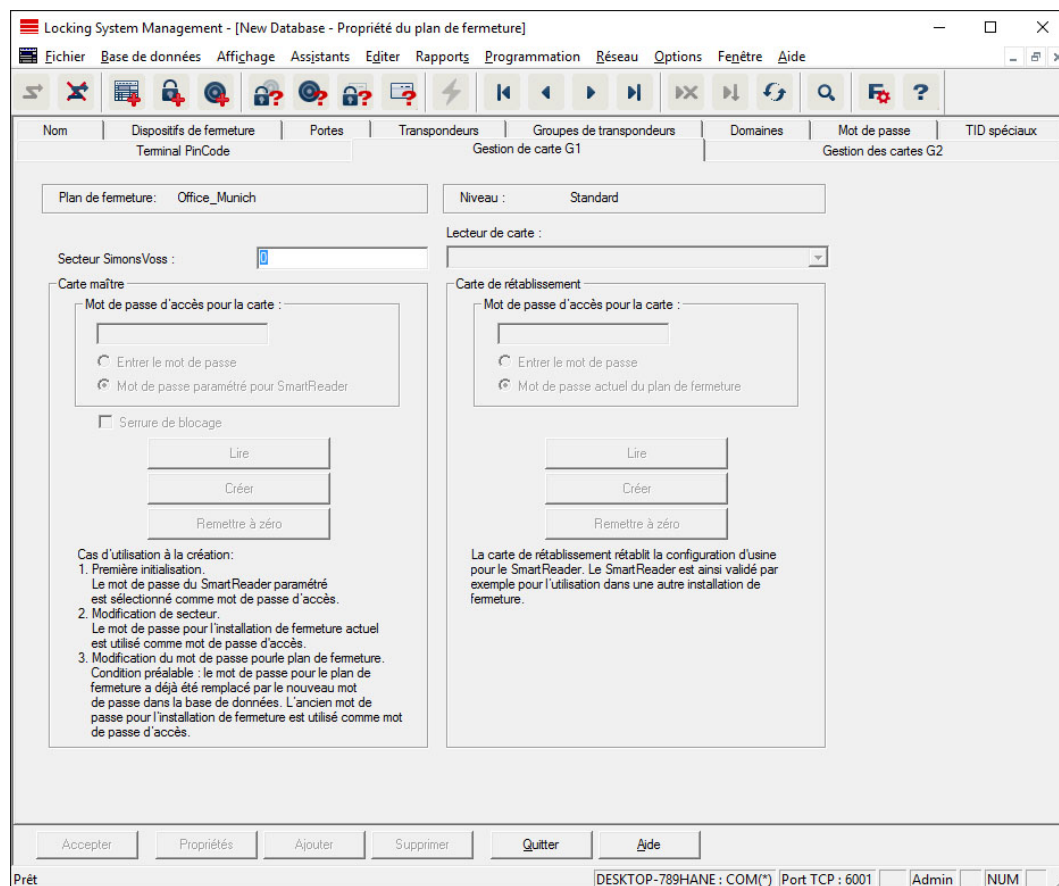 Locking System Management - [New Database - Propriété du plan de fermeture]
Fichier Base de données Affichage Assistants Editer Rapports Programmation Réseau Options Fenêtre Aide
Nom Dispositifs de fermeture Portes Transpondeurs Groupes de transpondeurs Domaines Mot de passe TID spéciaux
Terminal PinCode Gestion de carte G1 Gestion des cartes G2
Plan de fermeture: Office_Munich
Niveau : Standard
Lecteur de carte :
Secteur SimonsVoss : 0
Carte maître
Mot de passe d'accès pour la carte :
Entrer le mot de passe
Mot de passe paramétré pour SmartReader
Serrure de blocage
Lire
Créer
Remettre à zéro
Cas d'utilisation à la création:
1. Première initialisation.
Le mot de passe du SmartReader paramétré
est sélectionné comme mot de passe d'accès.
2. Modification de secteur.
Le mot de passe pour l'installation de fermeture actuel
est utilisé comme mot de passe d'accès.
3. Modification du mot de passe pourle plan de fermeture.
Condition préalable : le mot de passe pour le plan de
fermeture a déjà été remplacé par le nouveau mot
de passe dans la base de données. L'ancien mot de
passe pour l'installation de fermeture est utilisé comme mot
de passe d'accès.
Carte de rétablissement
Mot de passe d'accès pour la carte :
Entrer le mot de passe
Mot de passe actuel du plan de fermeture
Lire
Créer
Remettre à zéro
La carte de rétablissement rétablit la configuration d'usine
pour le SmartReader. Le SmartReader est ainsi validé par
exemple pour l'utilisation dans une autre installation de
fermeture.
Accepter Propriétés Ajouter Supprimer Quitter Aide
Prêt DESKTOP-789HANE : COM(*) Port TCP : 6001 Admin NUM